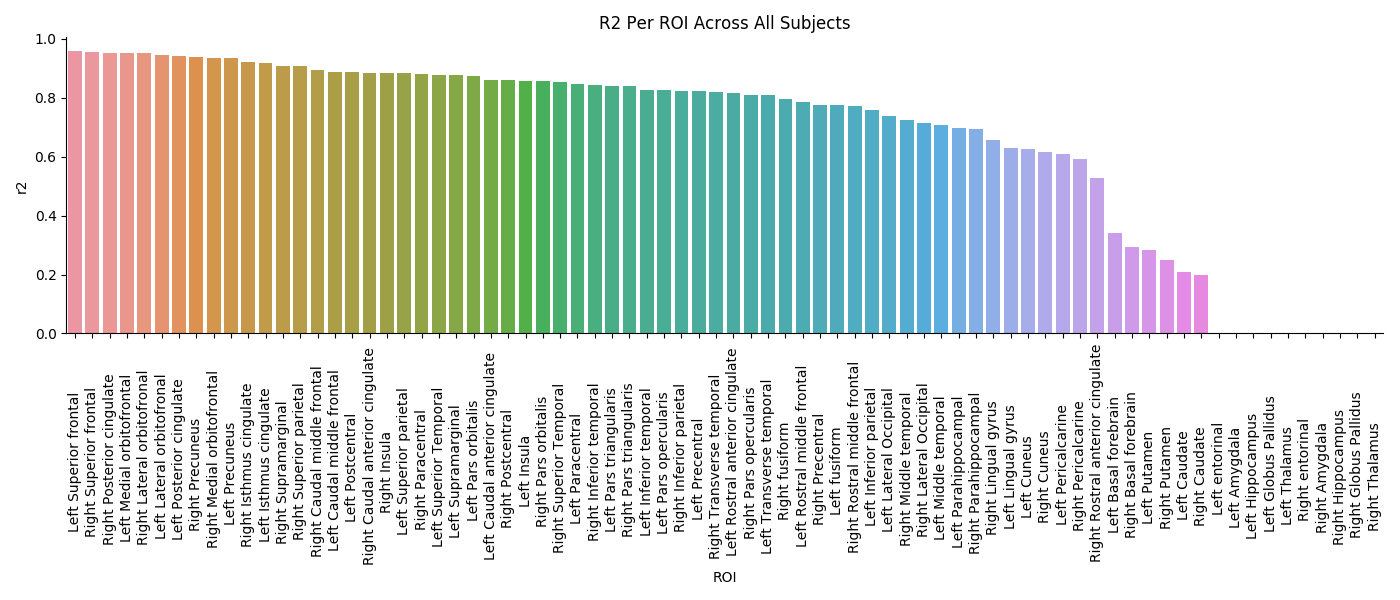 R2 Per ROI Across All Subjects
1.0
0.8
0.6
0.4
0.2
0.0
r2
Left Superior frontal
Right Superior frontal
Right Posterior cingulate
Left Medial orbitofrontal
Right Lateral orbitofrontal
Left Lateral orbitofrontal
Left Posterior cingulate
Right Precuneus
Right Medial orbitofrontal
Left Precuneus
Right Isthmus cingulate
Left Isthmus cingulate
Right Supramarginal
Right Superior parietal
Right Caudal middle frontal
Left Caudal middle frontal
Left Postcentral
Right Caudal anterior cingulate
Right Insula
Left Superior parietal
Right Paracentral
Left Superior Temporal
Left Supramarginal
Left Pars orbitalis
Left Caudal anterior cingulate
Right Postcentral
Left Insula
Right Pars orbitalis
Right Superior Temporal
Left Paracentral
Right Inferior temporal
Left Pars triangularis
Right Pars triangularis
Left Inferior temporal
Left Pars opercularis
Right Inferior parietal
Left Precentral
Right Transverse temporal
Left Rostral anterior cingulate
Right Pars opercularis
Left Transverse temporal
Right fusiform
Left Rostral middle frontal
Right Precentral
Left fusiform
Right Rostral middle frontal
Left Inferior parietal
Left Lateral Occipital
Right Middle temporal
Right Lateral Occipital
Left Middle temporal
Left Parahippocampal
Right Parahippocampal
Right Lingual gyrus
Left Lingual gyrus
Left Cuneus
Right Cuneus
Left Pericalcarine
Right Pericalcarine
Right Rostral anterior cingulate
Left Basal forebrain
Right Basal forebrain
Left Putamen
Right Putamen
Left Caudate
Right Caudate
Left entorinal
Left Amygdala
Left Hippocampus
Left Globus Pallidus
Left Thalamus
Right entorinal
Right Amygdala
Right Hippocampus
Right Globus Pallidus
Right Thalamus
ROI